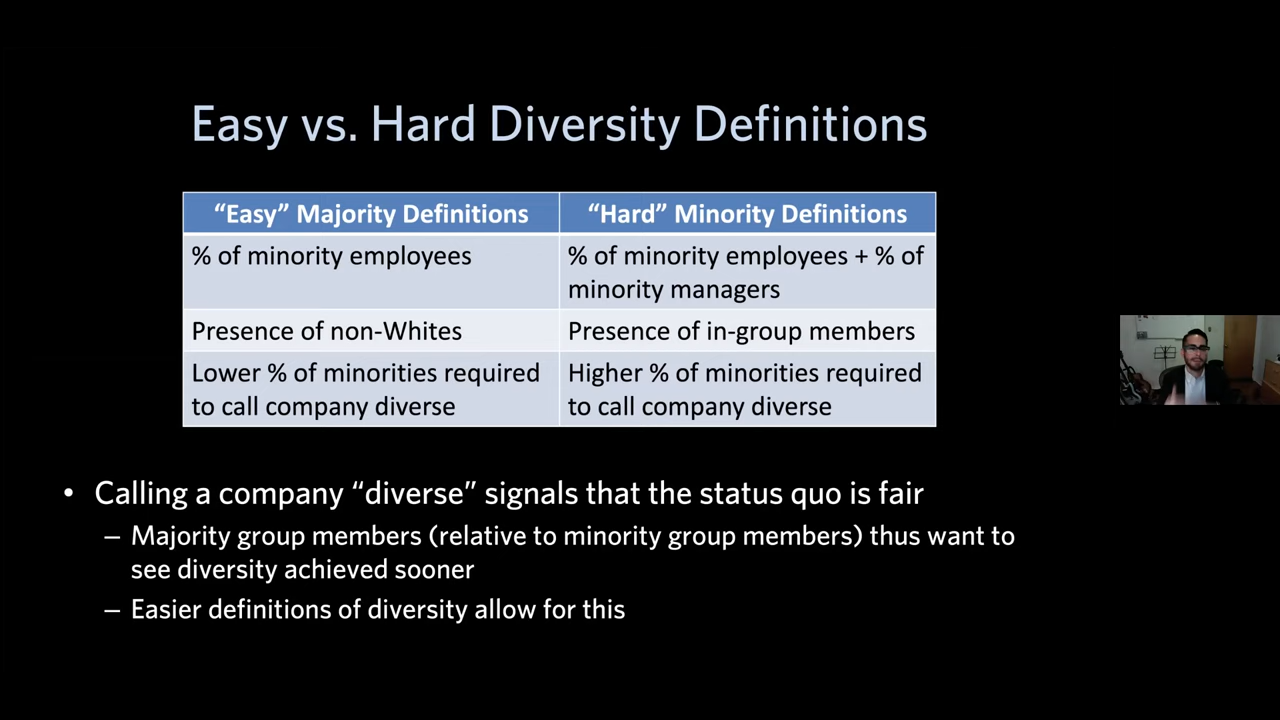 Easy vs. Hard Diversity Definitions
“Easy” Majority Definitions
“Hard” Minority Definitions
% of minority employees
% of minority employees + % of
minority managers
Presence of non-Whites
Presence of in-group members
Lower % of minorities required
to call company diverse
Higher % of minorities required
to call company diverse
• Calling a company “diverse” signals that the status quo is fair
– Majority group members (relative to minority group members) thus want to
see diversity achieved sooner
– Easier definitions of diversity allow for this